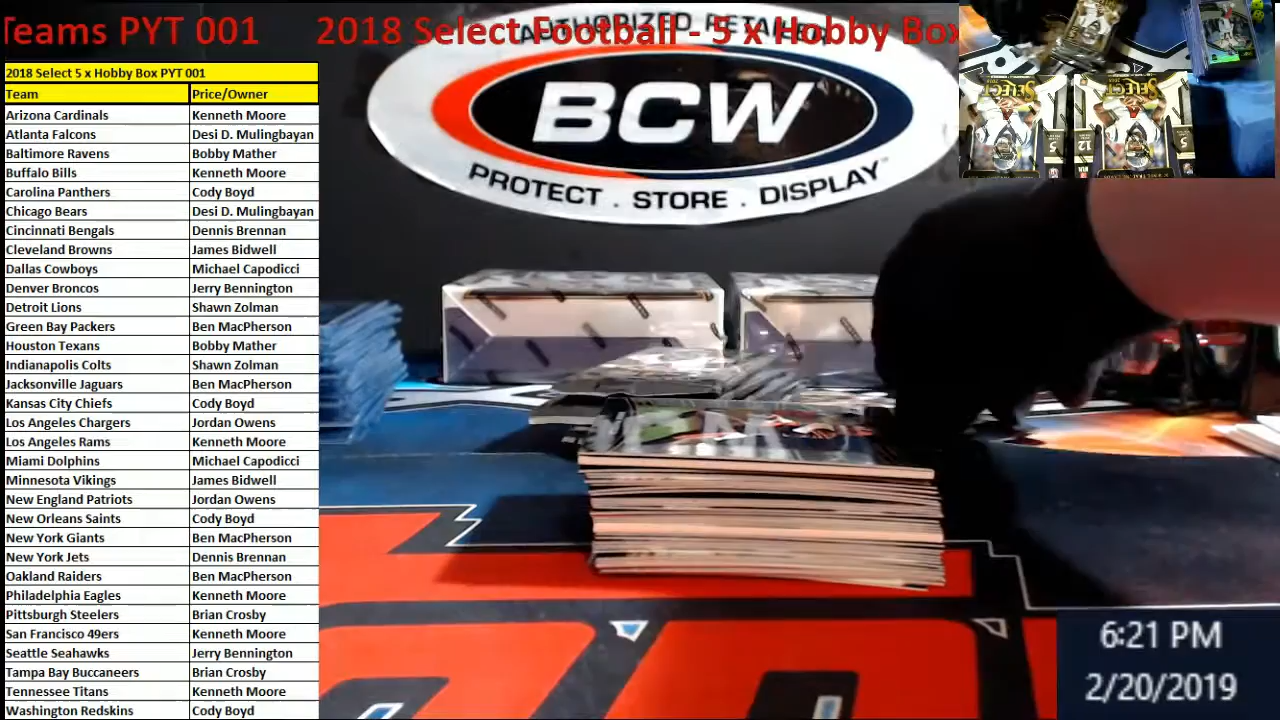 Teams PYT 001 2018 Select Football - 5 x Hobby Box
AUTHORIZED RETAILER
BCW
PROTECT . STORE . DISPLAY
2018 Select 5 x Hobby Box PYT 001
Team Price/Owner
Arizona Cardinals Kenneth Moore
Atlanta Falcons Desi D. Mulingbayan
Baltimore Ravens Bobby Mather
Buffalo Bills Kenneth Moore
Carolina Panthers Cody Boyd
Chicago Bears Desi D. Mulingbayan
Cincinnati Bengals Dennis Brennan
Cleveland Browns James Bidwell
Dallas Cowboys Michael Capodicci
Denver Broncos Jerry Bennington
Detroit Lions Shawn Zolman
Green Bay Packers Ben MacPherson
Houston Texans Bobby Mather
Indianapolis Colts Shawn Zolman
Jacksonville Jaguars Ben MacPherson
Kansas City Chiefs Cody Boyd
Los Angeles Chargers Jordan Owens
Los Angeles Rams Kenneth Moore
Miami Dolphins Michael Capodicci
Minnesota Vikings James Bidwell
New England Patriots Jordan Owens
New Orleans Saints Cody Boyd
New York Giants Ben MacPherson
New York Jets Dennis Brennan
Oakland Raiders Ben MacPherson
Philadelphia Eagles Kenneth Moore
Pittsburgh Steelers Brian Crosby
San Francisco 49ers Kenneth Moore
Seattle Seahawks Jerry Bennington
Tampa Bay Buccaneers Brian Crosby
Tennessee Titans Kenneth Moore
Washington Redskins Cody Boyd
SELECT
SELECT
5
12
5
6:21 PM
2/20/2019